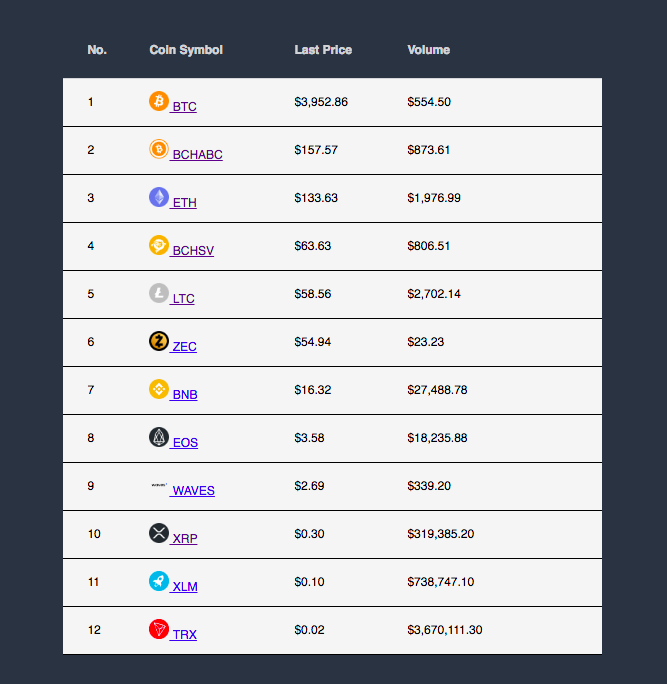 No. Coin Symbol Last Price Volume
1 BTC $3,952.86 $554.50
2 BCHABC $157.57 $873.61
3 ETH $133.63 $1,976.99
4 BCHSV $63.63 $806.51
5 LTC $58.56 $2,702.14
6 ZEC $54.94 $23.23
7 BNB $16.32 $27,488.78
8 EOS $3.58 $18,235.88
9 waves WAVES $2.69 $339.20
10 XRP $0.30 $319,385.20
11 XLM $0.10 $738,747.10
12 TRX $0.02 $3,670,111.30